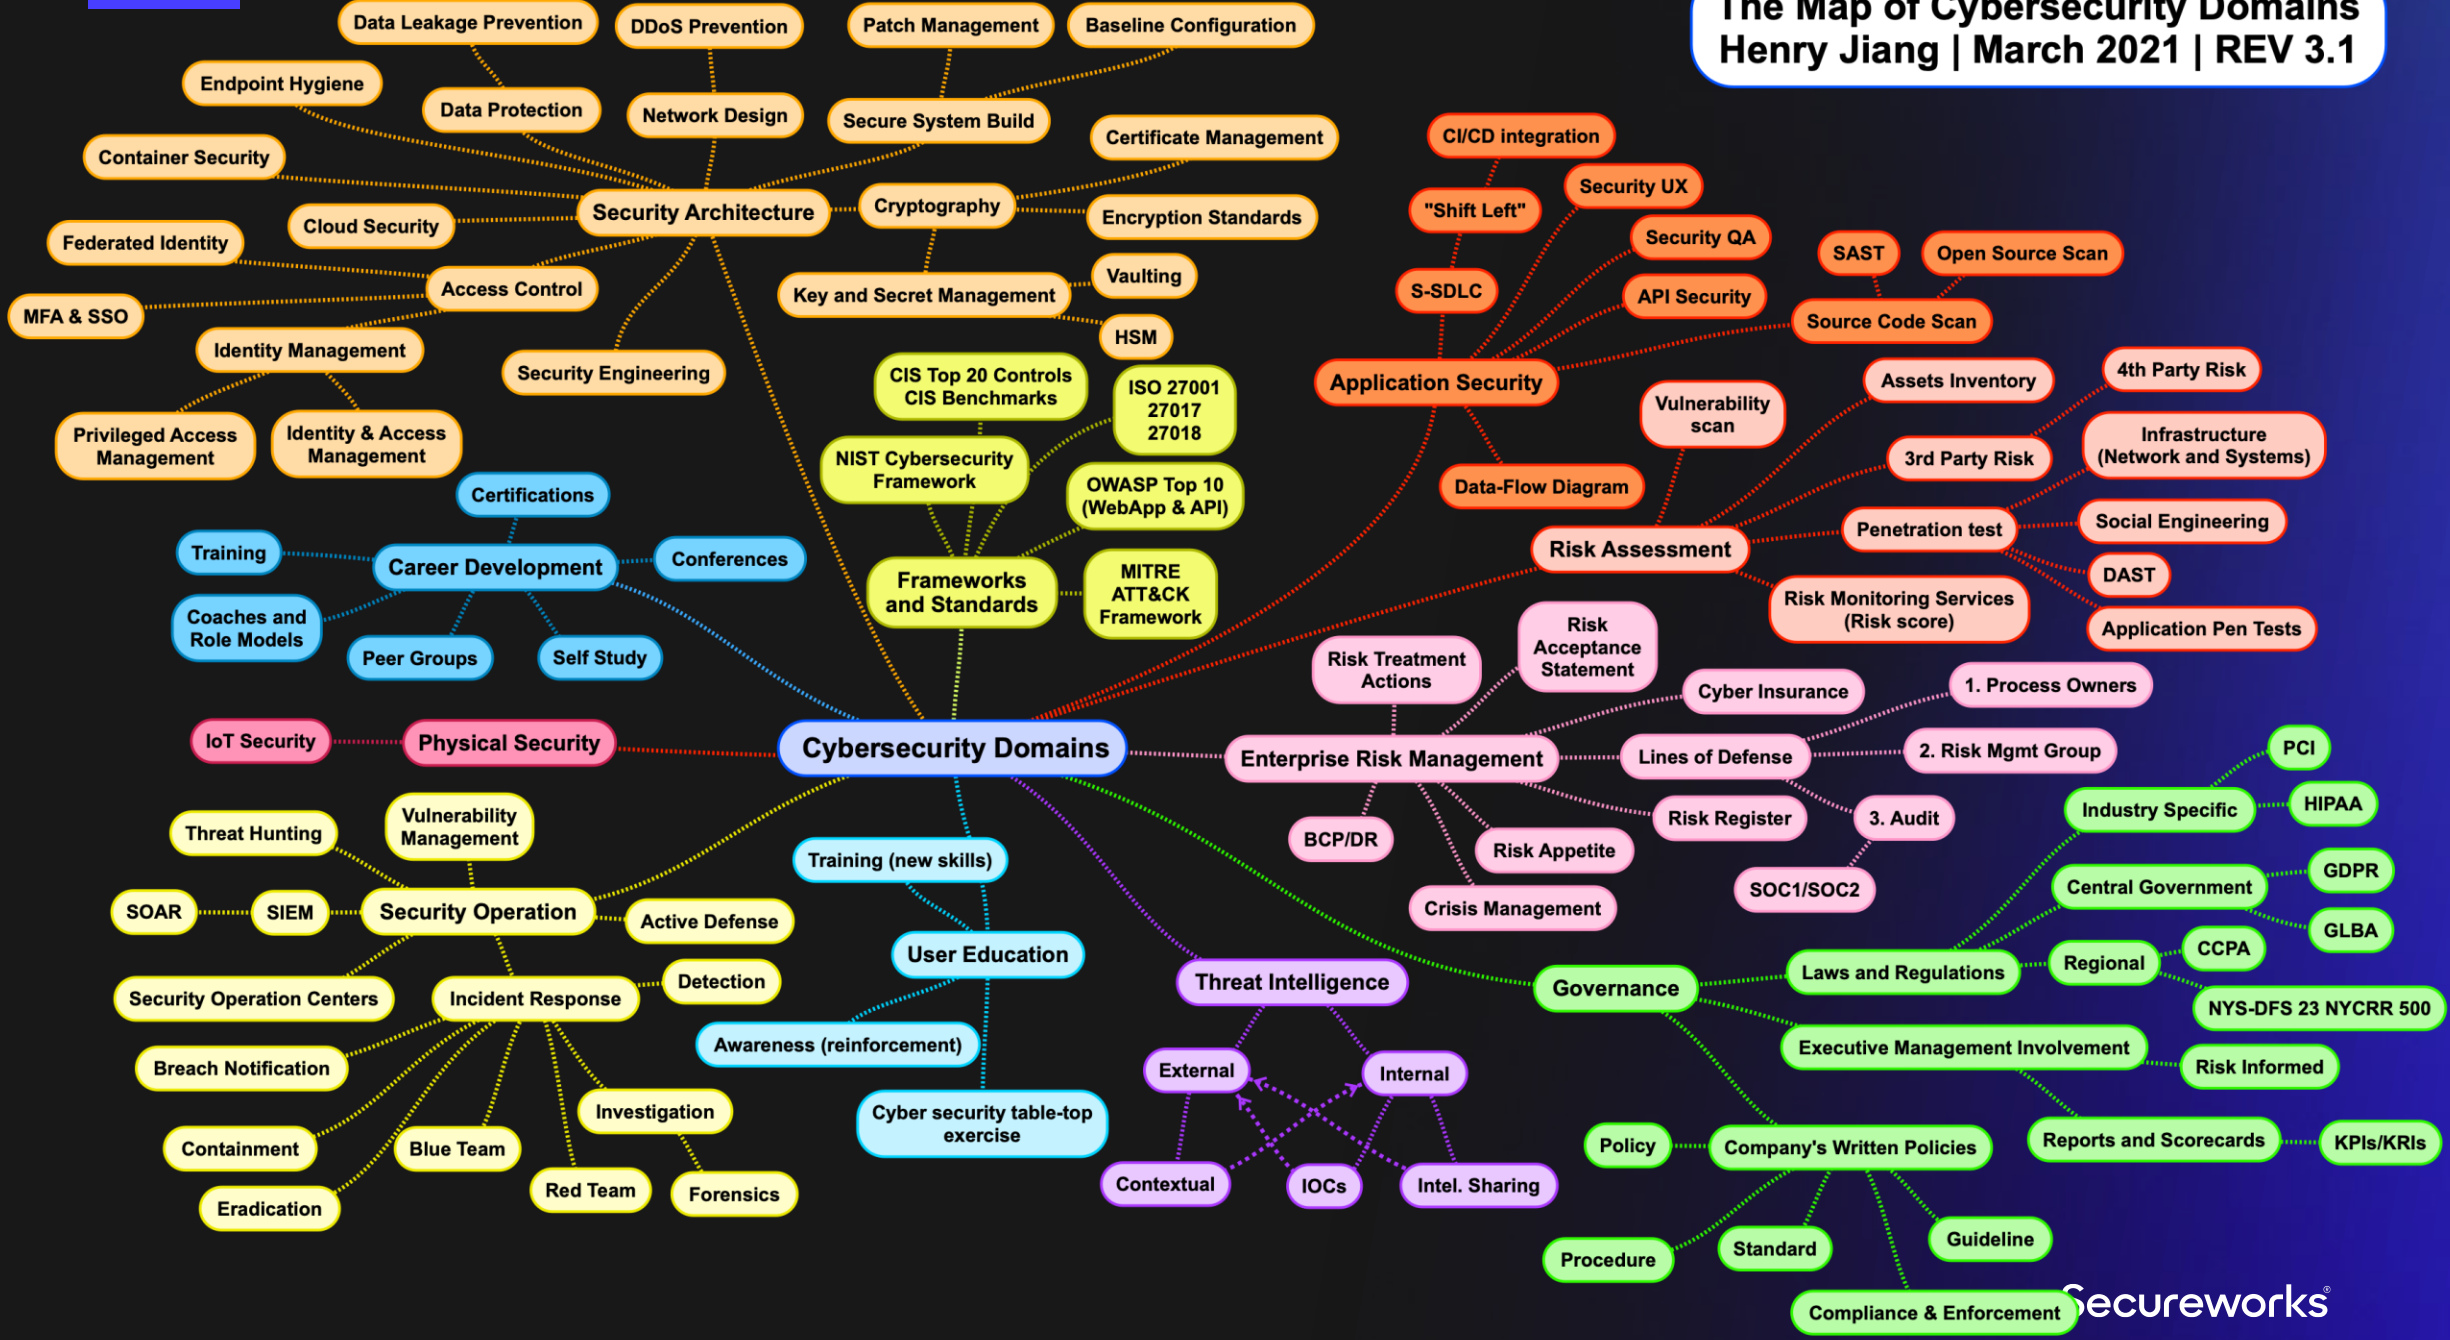 The Map of Cybersecurity Domains
Henry Jiang | March 2021 | REV 3.1
Data Leakage Prevention
DDoS Prevention
Patch Management
Baseline Configuration
Endpoint Hygiene
Data Protection
Network Design
Secure System Build
Certificate Management
Container Security
Security Architecture
Cryptography
Encryption Standards
Cloud Security
Federated Identity
Access Control
Key and Secret Management
Vaulting
HSM
MFA & SSO
Identity Management
Security Engineering
Privileged Access
Management
Identity & Access
Management
CI/CD integration
Security UX
"Shift Left"
Security QA
SAST
Open Source Scan
S-SDLC
API Security
Source Code Scan
Application Security
Data-Flow Diagram
CIS Top 20 Controls
CIS Benchmarks
ISO 27001
27017
27018
NIST Cybersecurity
Framework
OWASP Top 10
(WebApp & API)
Frameworks
and Standards
MITRE
ATT&CK
Framework
Vulnerability
scan
Assets Inventory
4th Party Risk
3rd Party Risk
Infrastructure
(Network and Systems)
Risk Assessment
Penetration test
Social Engineering
DAST
Risk Monitoring Services
(Risk score)
Application Pen Tests
Certifications
Training
Career Development
Conferences
Coaches and
Role Models
Peer Groups
Self Study
IoT Security
Physical Security
Cybersecurity Domains
Risk Treatment
Actions
Risk
Acceptance
Statement
Cyber Insurance
1. Process Owners
Enterprise Risk Management
Lines of Defense
2. Risk Mgmt Group
BCP/DR
Risk Appetite
Risk Register
3. Audit
Crisis Management
SOC1/SOC2
Threat Hunting
Vulnerability
Management
SOAR
SIEM
Security Operation
Active Defense
Security Operation Centers
Incident Response
Detection
Breach Notification
Investigation
Containment
Blue Team
Eradication
Red Team
Forensics
Training (new skills)
User Education
Awareness (reinforcement)
Cyber security table-top
exercise
Threat Intelligence
External
Internal
Contextual
IOCs
Intel. Sharing
PCI
Industry Specific
HIPAA
Central Government
GDPR
GLBA
Governance
Laws and Regulations
Regional
CCPA
NYS-DFS 23 NYCRR 500
Executive Management Involvement
Risk Informed
Policy
Company's Written Policies
Reports and Scorecards
KPIs/KRIs
Procedure
Standard
Guideline
Compliance & Enforcement
Secureworks®